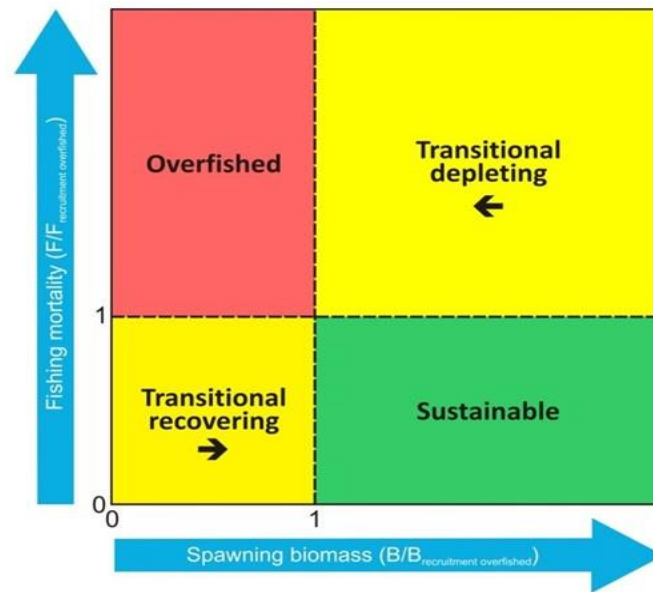 Fishing mortality (F/Frecruitment overfished)
Overfished
Transitional
depleting
1
Transitional
recovering
Sustainable
0
0
1
Spawning biomass (B/Brecruitment overfished)